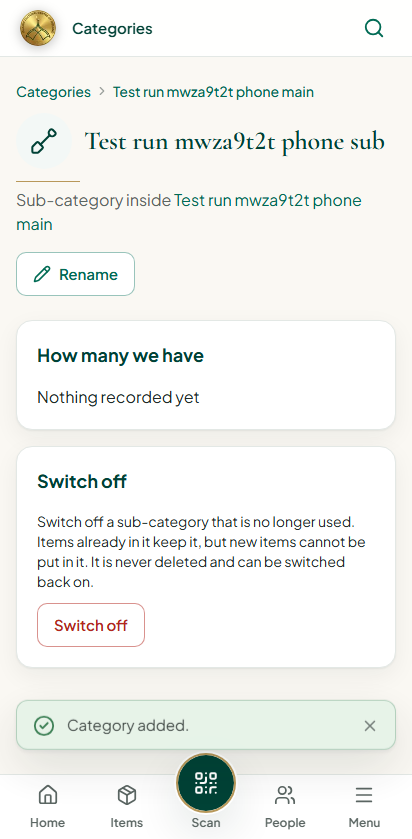 Categories
Categories > Test run mwza9t2t phone main
Test run mwza9t2t phone sub
Sub-category inside Test run mwza9t2t phone
main
Rename
How many we have
Nothing recorded yet
Switch off
Switch off a sub-category that is no longer used.
Items already in it keep it, but new items cannot be
put in it. It is never deleted and can be switched
back on.
Switch off
Category added.
Home Items Scan People Menu